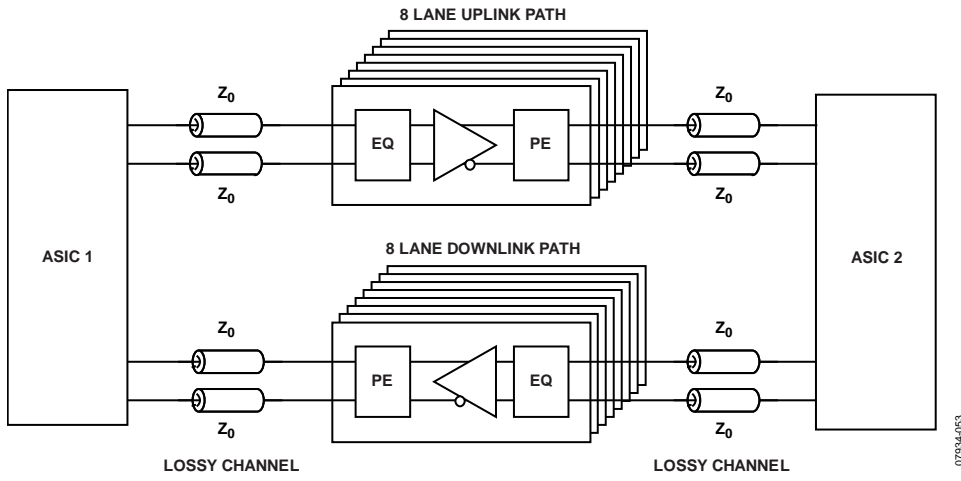 8 LANE UPLINK PATH
Z0
Z0
EQ
PE
Z0
Z0
ASIC 1
8 LANE DOWNLINK PATH
ASIC 2
Z0
Z0
PE
EQ
Z0
Z0
LOSSY CHANNEL
LOSSY CHANNEL
07934-053